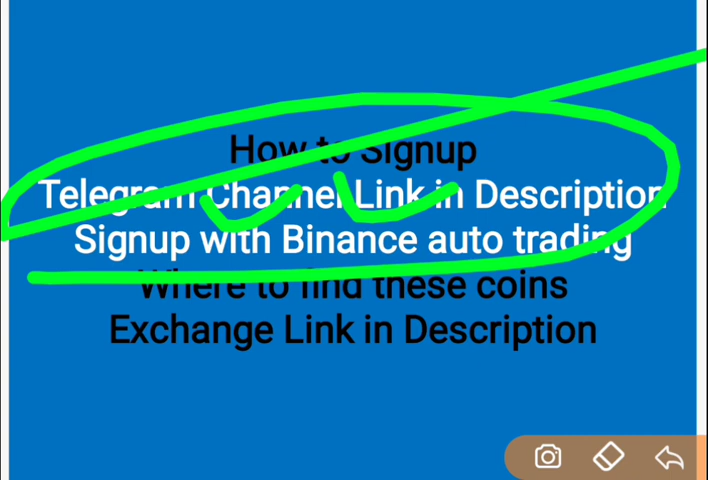 How to Signup
Telegram Channel Link in Description
Signup with Binance auto trading
Where to find these coins
Exchange Link in Description